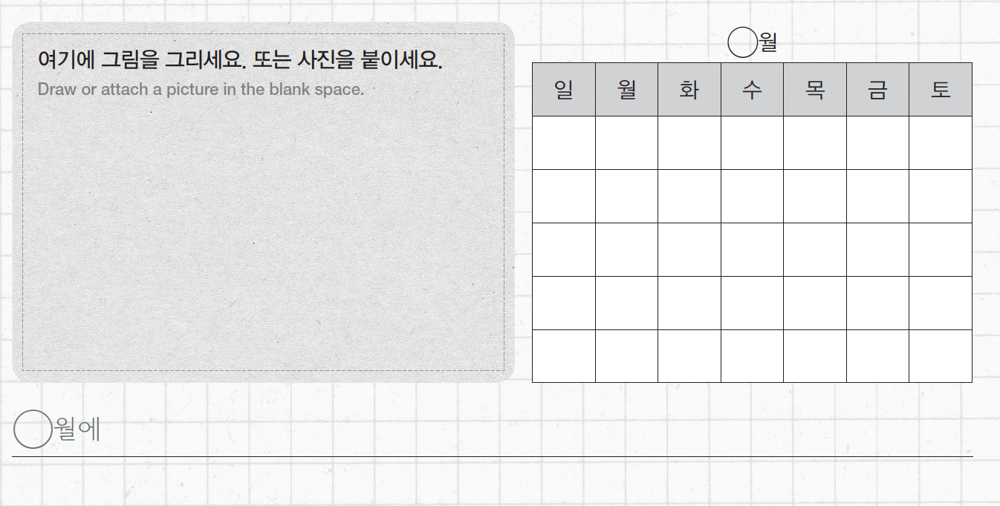 여기에 그림을 그리세요. 또는 사진을 붙이세요.
Draw or attach a picture in the blank space.
◯월
일 월 화 수 목 금 토
◯월에